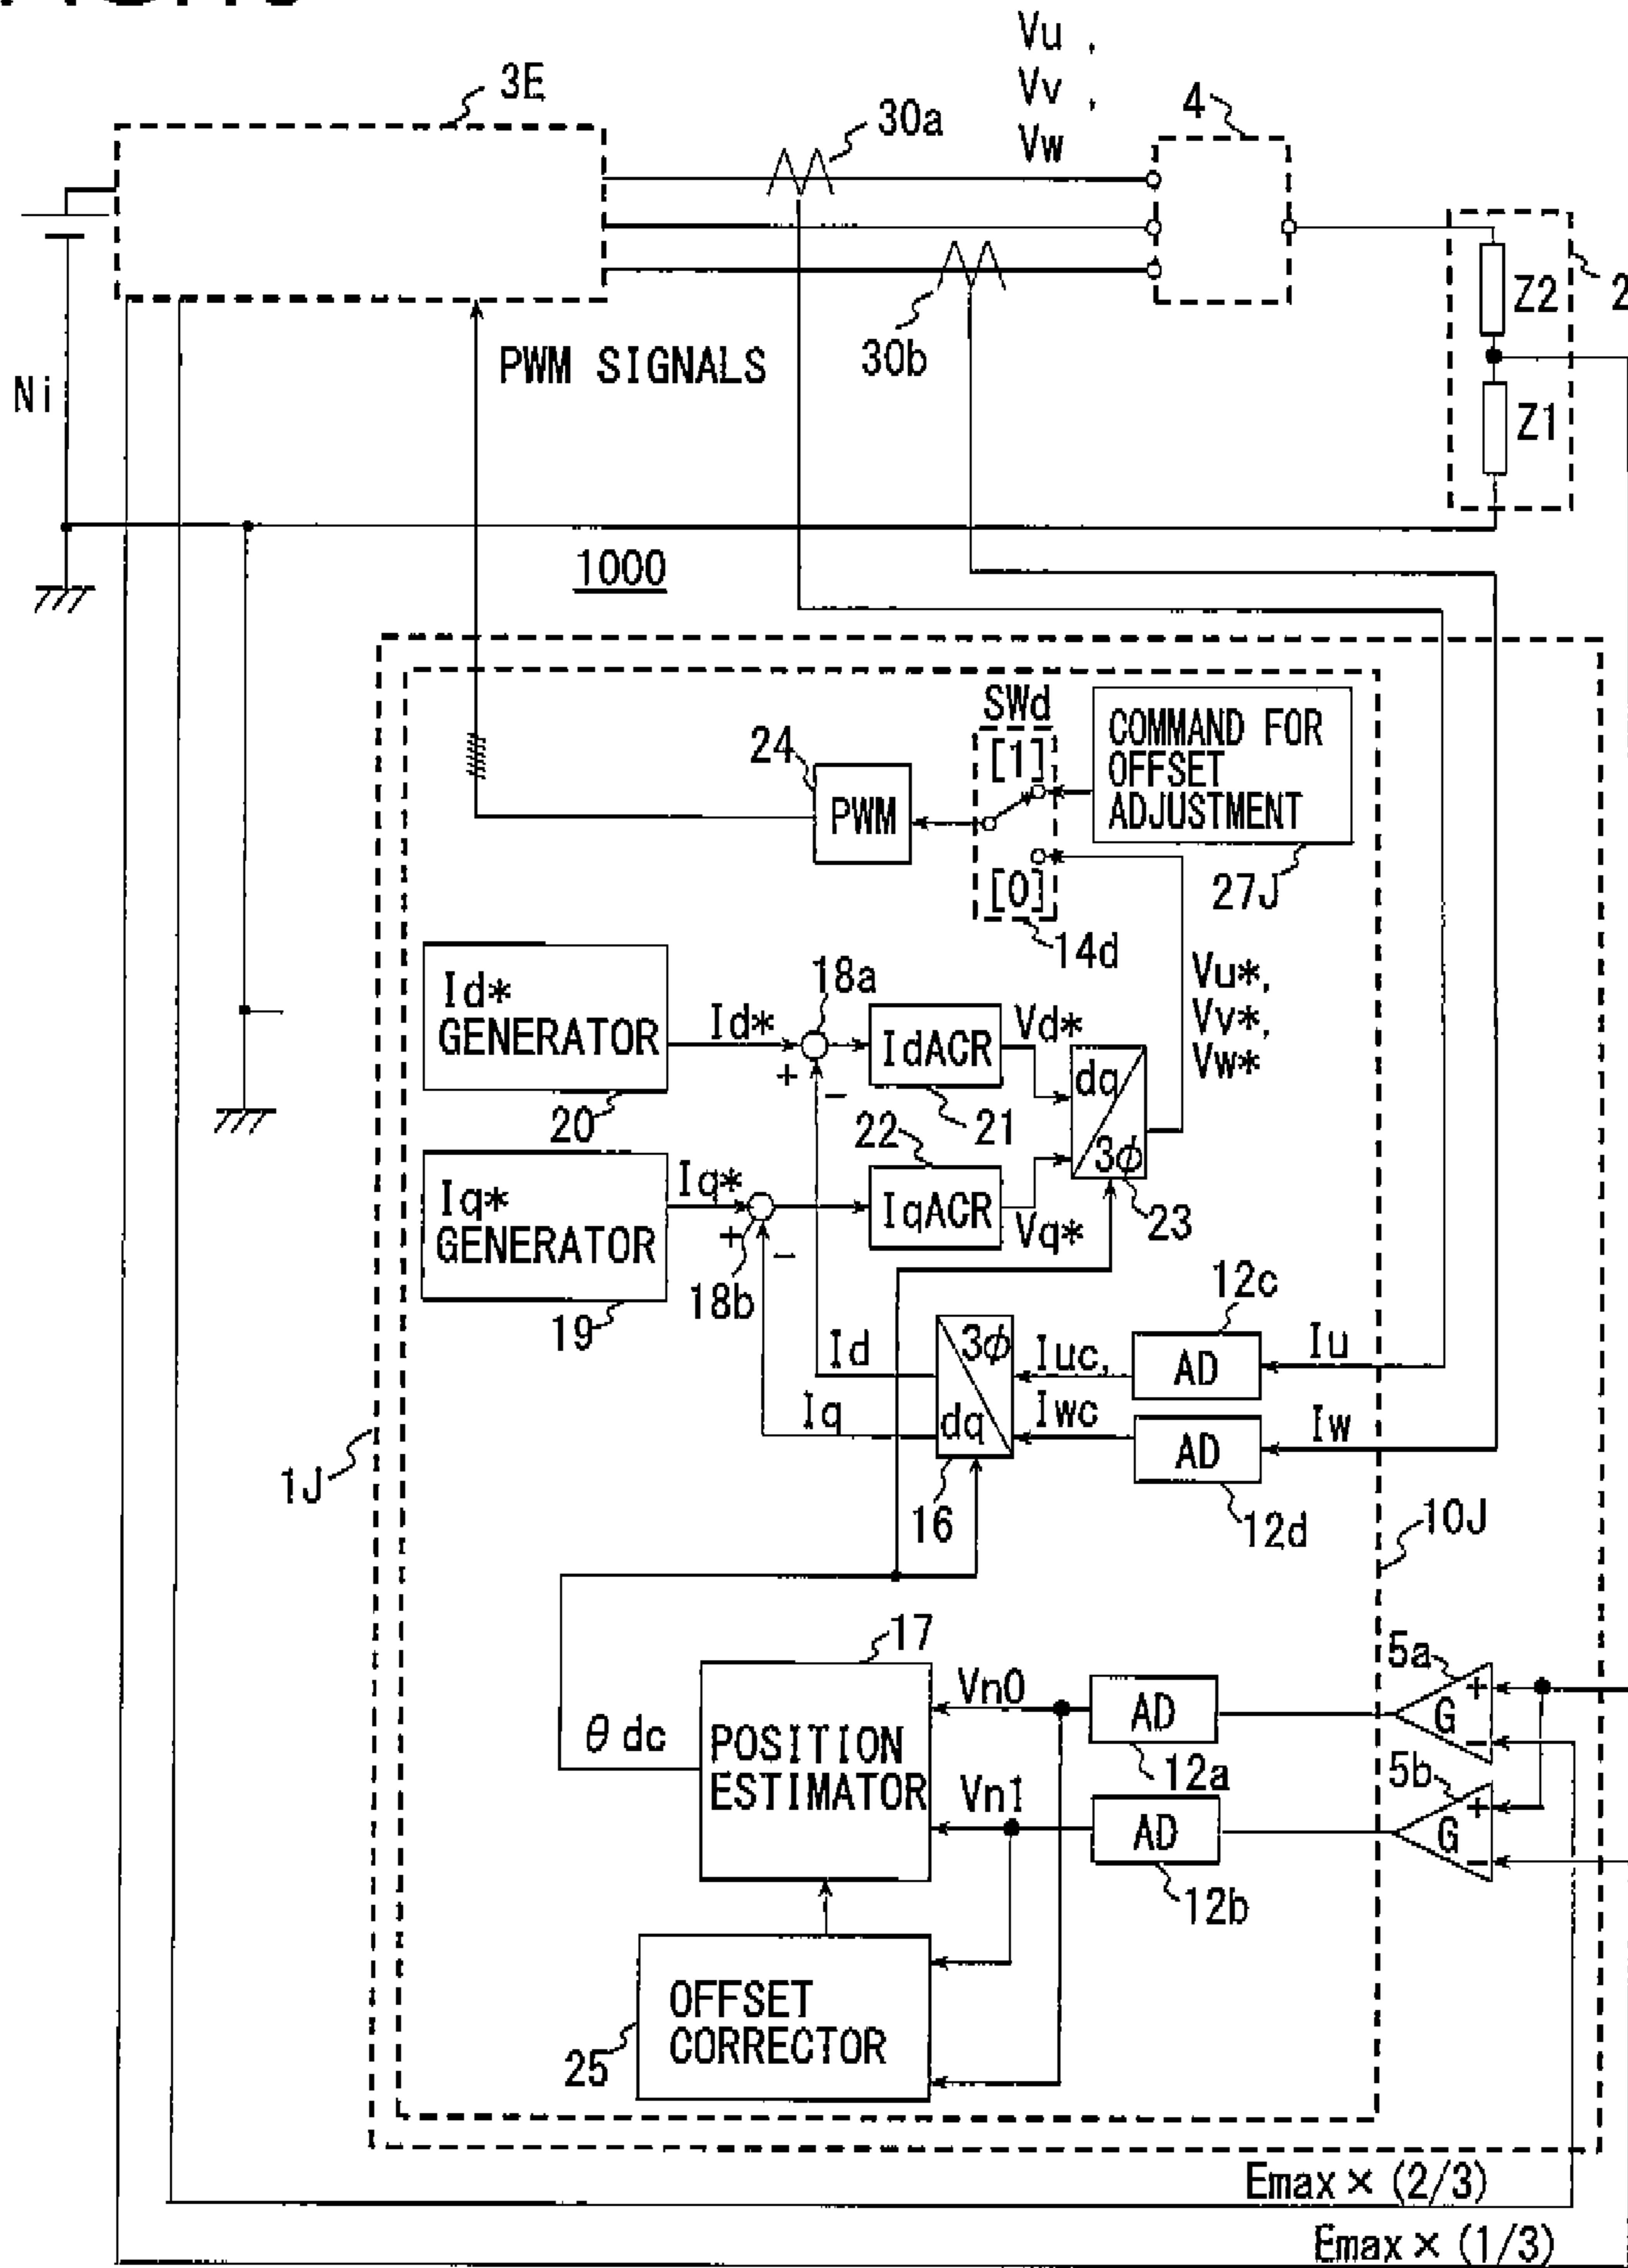 3E
Vu ,
Vv ,
Vw
30a
4
Z2
2
Z1
30b
PWM SIGNALS
Ni
1000
SWd
[1]
[0]
14d
COMMAND FOR
OFFSET
ADJUSTMENT
27J
24
PWM
Id*
GENERATOR
20
Id*
18a
+
-
IdACR
21
Vd*
dq
3φ
23
Vu*,
Vv*,
Vw*
Iq*
GENERATOR
19
Iq*
18b
+
-
22
IqACR
Vq*
Id
Iq
3φ
dq
16
Iuc,
Iwc
12c
AD
Iu
AD
12d
Iw
1J
10J
17
POSITION
ESTIMATOR
θdc
Vn0
Vn1
AD
12a
AD
12b
5a
G
+
-
5b
G
+
-
OFFSET
CORRECTOR
25
Emax × (2/3)
Emax × (1/3)